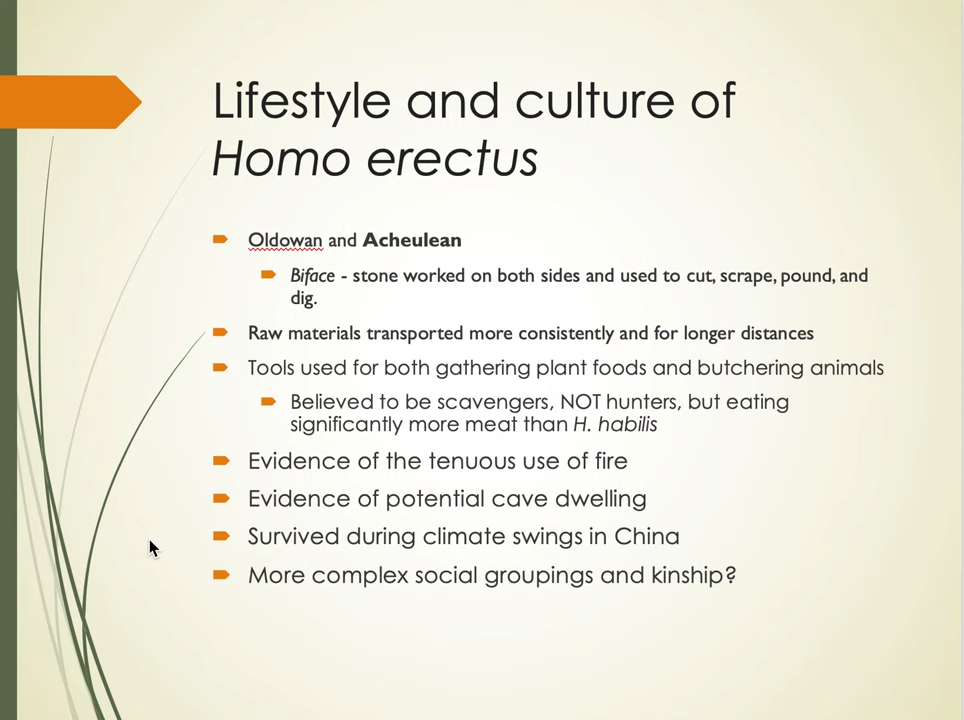 Lifestyle and culture of
Homo erectus
Oldowan and Acheulean
Biface - stone worked on both sides and used to cut, scrape, pound, and
dig.
Raw materials transported more consistently and for longer distances
Tools used for both gathering plant foods and butchering animals
Believed to be scavengers, NOT hunters, but eating
significantly more meat than H. habilis
Evidence of the tenuous use of fire
Evidence of potential cave dwelling
Survived during climate swings in China
More complex social groupings and kinship?